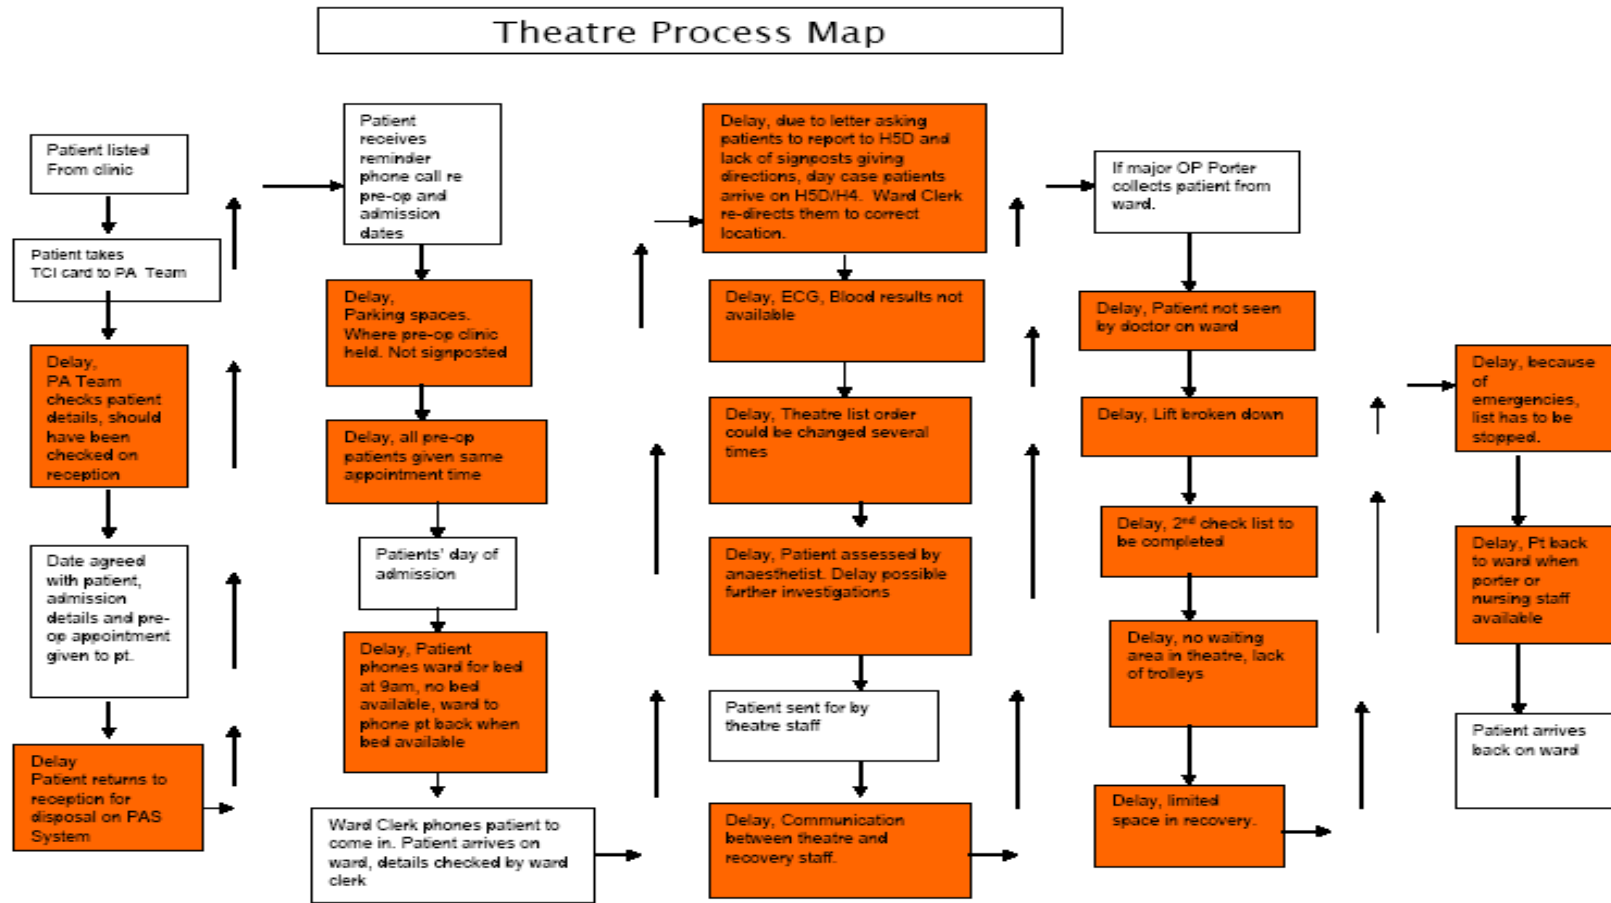 Theatre Process Map
Patient listed
From clinic
Patient takes
TCI card to PA Team
Delay,
PA Team
checks patient
details, should
have been
checked on
reception
Date agreed
with patient,
admission
details and pre-
op appointment
given to pt.
Delay
Patient returns to
reception for
disposal on PAS
System
Patient
receives
reminder
phone call re
pre-op and
admission
dates
Delay,
Parking spaces.
Where pre-op clinic
held. Not signposted
Delay, all pre-op
patients given same
appointment time
Patients' day of
admission
Delay, Patient
phones ward for bed
at 9am, no bed
available, ward to
phone pt back when
bed available
Ward Clerk phones patient to
come in. Patient arrives on
ward, details checked by ward
clerk
Delay, due to letter asking
patients to report to H5D and
lack of signposts giving
directions, day case patients
arrive on H5D/H4. Ward Clerk
re-directs them to correct
location.
Delay, ECG, Blood results not
available
Delay, Theatre list order
could be changed several
times
Delay, Patient assessed by
anaesthetist. Delay possible
further investigations
Patient sent for by
theatre staff
Delay, Communication
between theatre and
recovery staff.
If major OP Porter
collects patient from
ward.
Delay, Patient not seen
by doctor on ward
Delay, Lift broken down
Delay, 2nd check list to
be completed
Delay, no waiting
area in theatre, lack
of trolleys
Delay, limited
space in recovery.
Delay, because
of
emergencies,
list has to be
stopped.
Delay, Pt back
to ward when
porter or
nursing staff
available
Patient arrives
back on ward